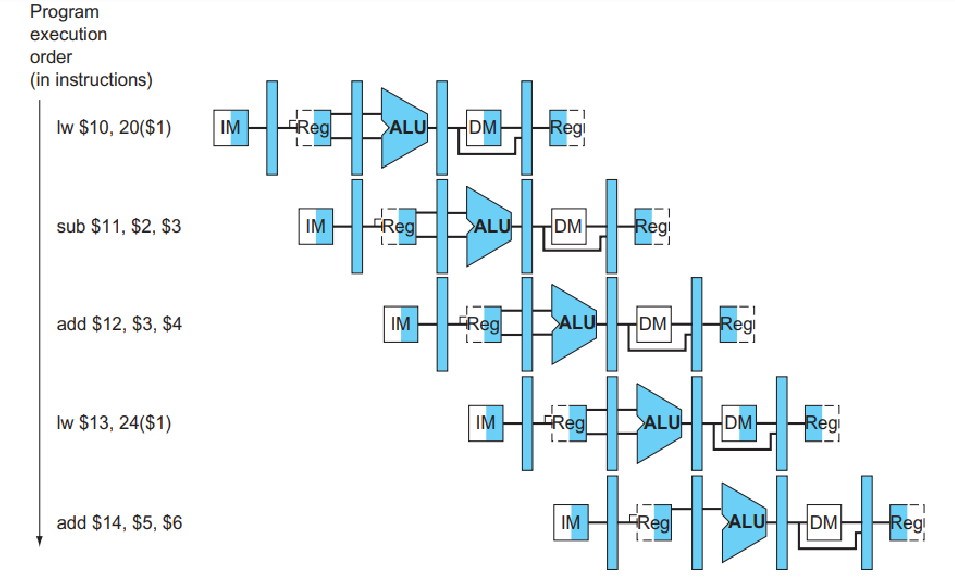 Program
execution
order
(in instructions)
lw $10, 20($1)
IM Reg ALU DM Reg
sub $11, $2, $3
IM Reg ALU DM Reg
add $12, $3, $4
IM Reg ALU DM Reg
lw $13, 24($1)
IM Reg ALU DM Reg
add $14, $5, $6
IM Reg ALU DM Reg